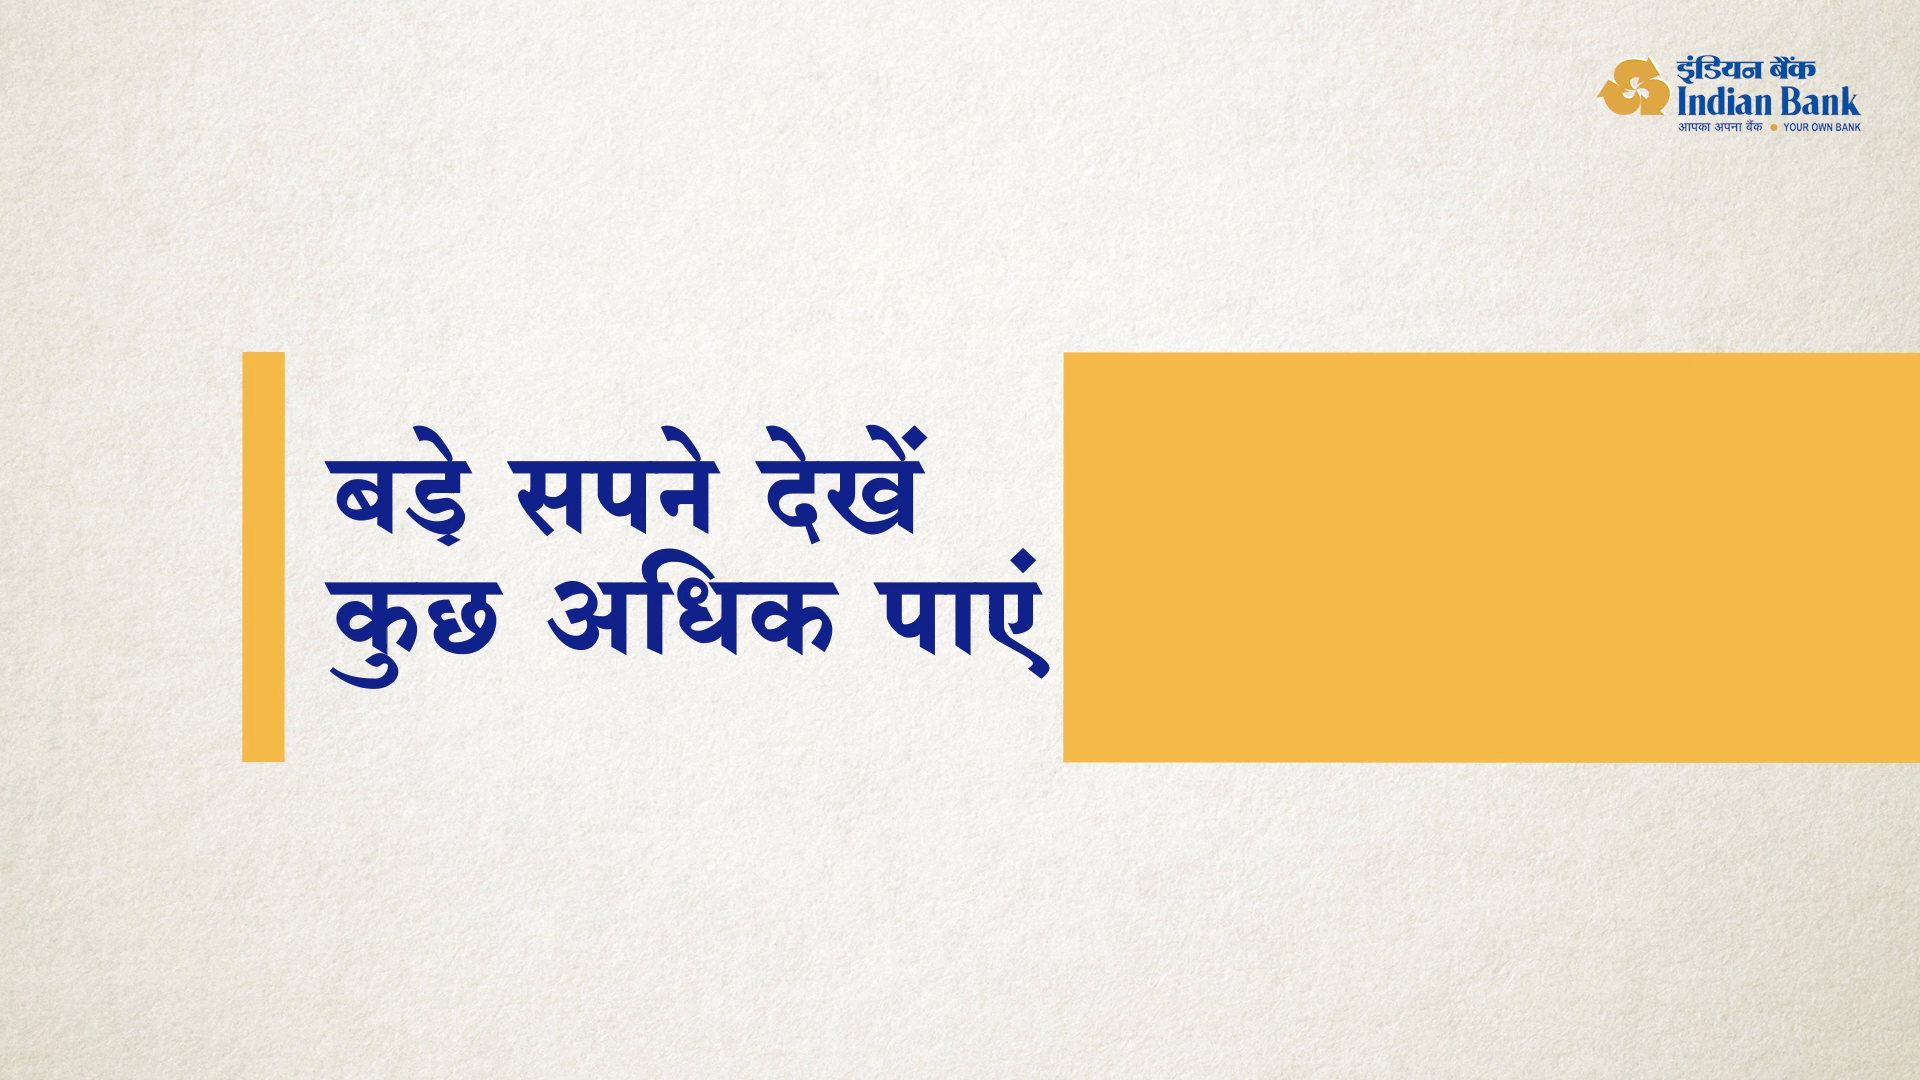 इंडियन बैंक
Indian Bank
आपका अपना बैंक • YOUR OWN BANK
बड़े सपने देखें
कुछ अधिक पाएं